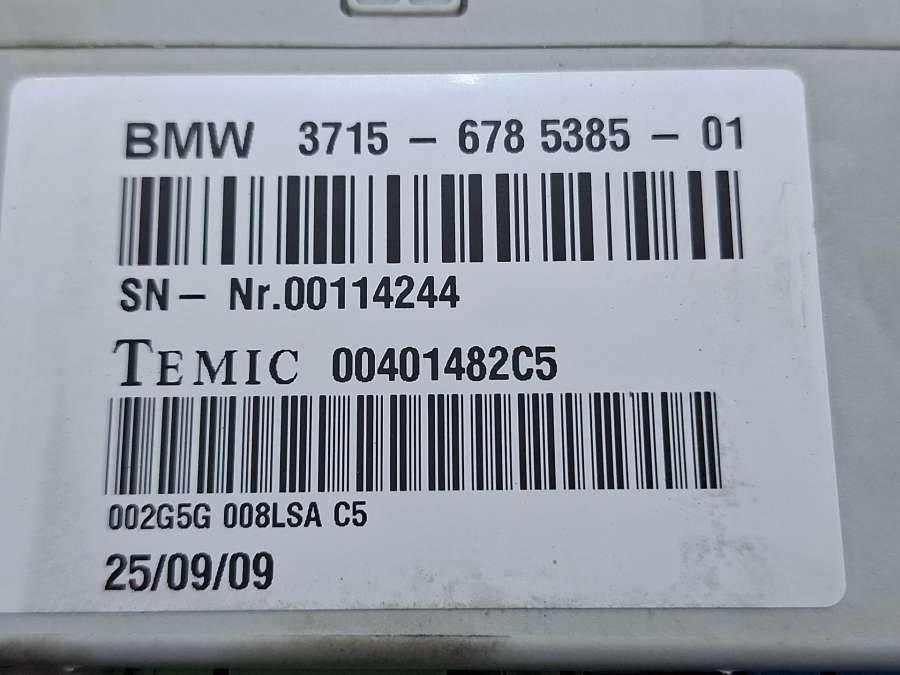 BMW 3715 – 678 5385 – 01
SN – Nr.00114244
TEMIC 00401482C5
002G5G 008LSA C5
25/09/09